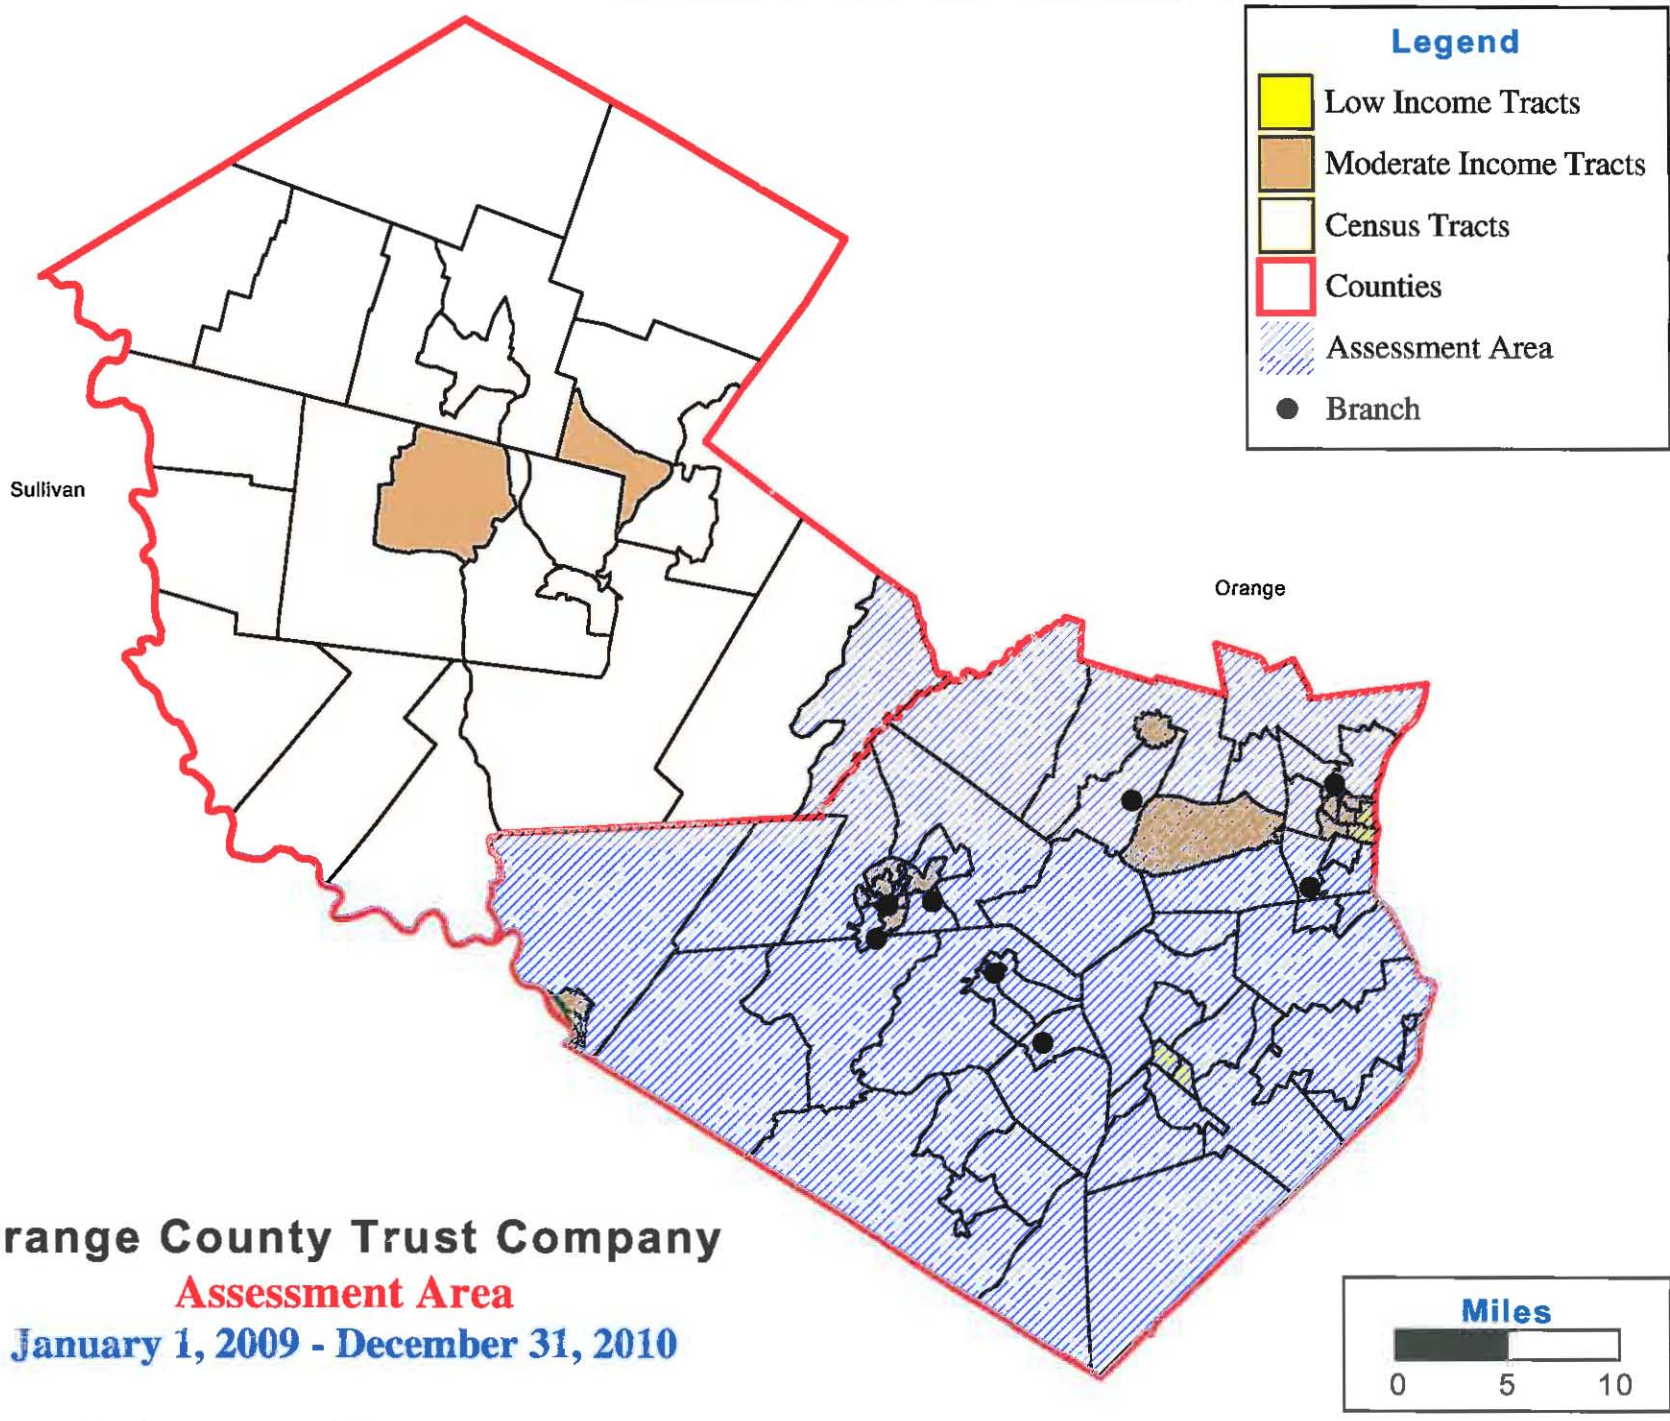 Legend
Low Income Tracts
Moderate Income Tracts
Census Tracts
Counties
Assessment Area
Branch
Sullivan
Orange
range County Trust Company
Assessment Area
January 1, 2009 - December 31, 2010
Miles
0 5 10